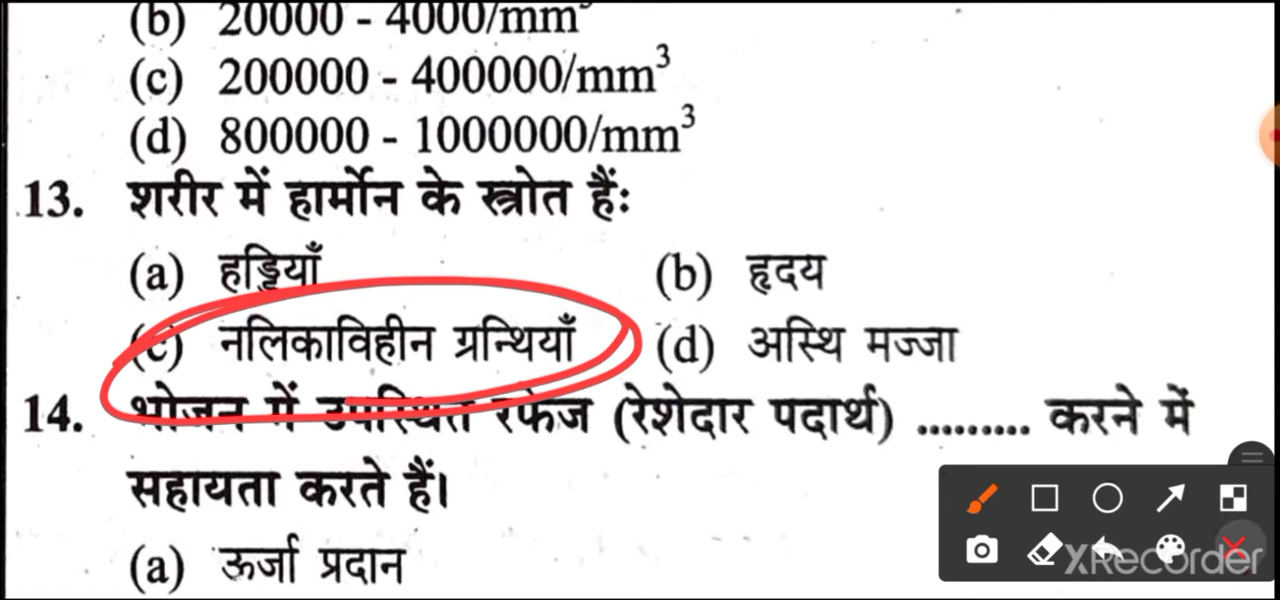 (b) 20000 - 4000/mm³
(c) 200000 - 400000/mm³
(d) 800000 - 1000000/mm³
13. शरीर में हार्मोन के स्त्रोत हैंः
(a) हड्डियाँ (b) हृदय
(c) नलिकाविहीन ग्रन्थियाँ (d) अस्थि मज्जा
14. भोजन में उपस्थित रफेज (रेशेदार पदार्थ) ......... करने में
सहायता करते हैं।
(a) ऊर्जा प्रदान
XRecorder